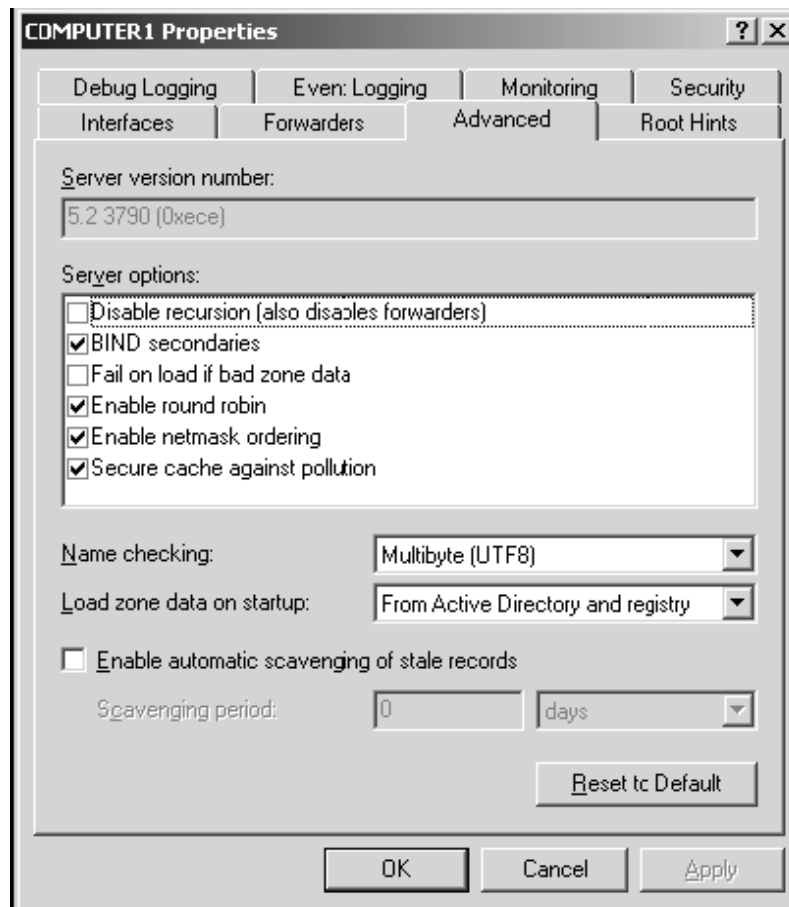 COMPUTER1 Properties
Debug Logging
Even: Logging
Monitoring
Security
Interfaces
Forwarders
Advanced
Root Hints
Server version number:
5.2 3790 (0xece)
Server options:
Disable recursion (also disables forwarders)
BIND secondaries
Fail on load if bad zone data
Enable round robin
Enable netmask ordering
Secure cache against pollution
Name checking:
Multibyte (UTF8)
Load zone data on startup:
From Active Directory and registry
Enable automatic scavenging of stale records
Scavenging period:
0
days
Reset to Default
OK
Cancel
Apply